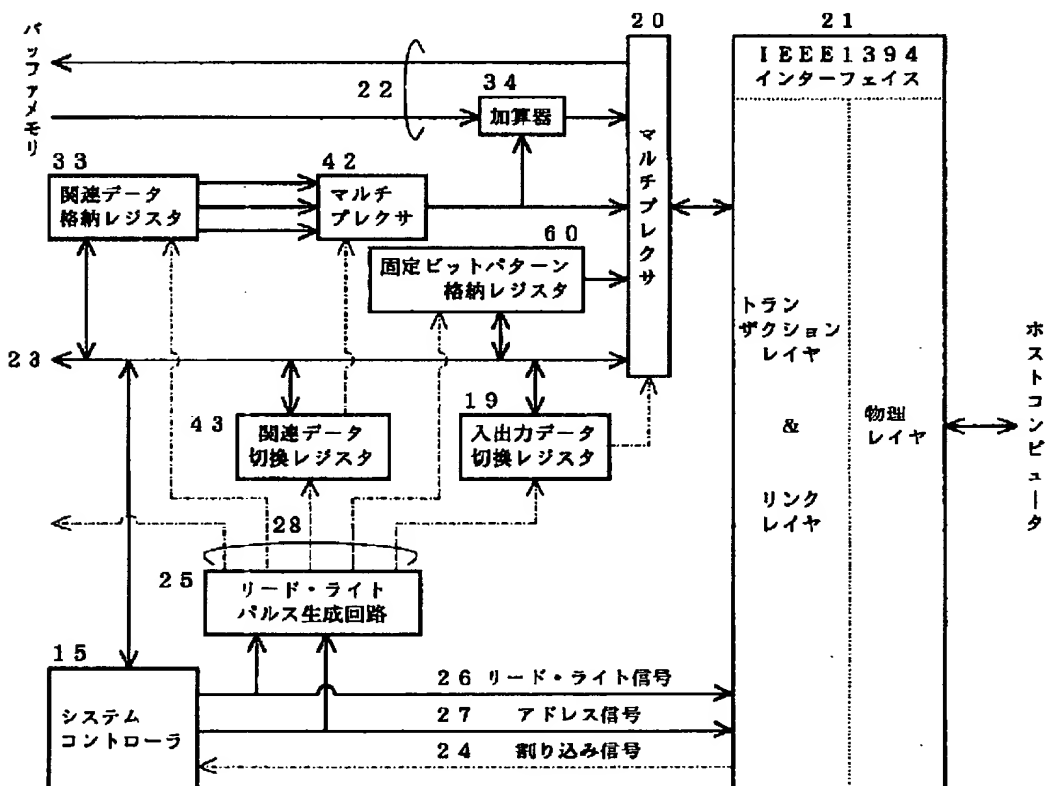 バッファメモリ
22
34
加算器
20
マルチプレクサ
21
IEEE1394
インターフェイス
33
関連データ
格納レジスタ
42
マルチ
プレクサ
60
固定ビットパターン
格納レジスタ
23
43
関連データ
切換レジスタ
19
入出力データ
切換レジスタ
トラン
ザクション
レイヤ
&
リンク
レイヤ
物理
レイヤ
ホストコンピュータ
28
25
リード・ライト
パルス生成回路
15
システム
コントローラ
26 リード・ライト信号
27 アドレス信号
24 割り込み信号